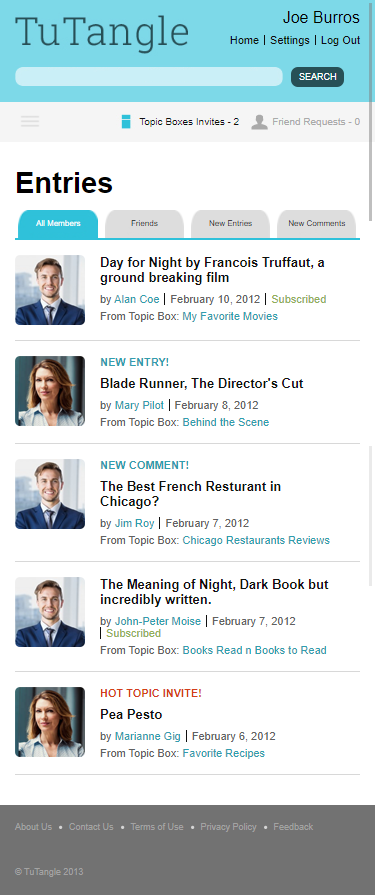 TuTangle
Joe Burros
Home | Settings | Log Out
SEARCH
Topic Boxes Invites - 2
Friend Requests - 0
Entries
All Members
Friends
New Entries
New Comments
Day for Night by Francois Truffaut, a
ground breaking film
by Alan Coe | February 10, 2012 | Subscribed
From Topic Box: My Favorite Movies
NEW ENTRY!
Blade Runner, The Director's Cut
by Mary Pilot | February 8, 2012
From Topic Box: Behind the Scene
NEW COMMENT!
The Best French Resturant in
Chicago?
by Jim Roy | February 7, 2012
From Topic Box: Chicago Restaurants Reviews
The Meaning of Night, Dark Book but
incredibly written.
by John-Peter Moise | February 7, 2012
| Subscribed
From Topic Box: Books Read n Books to Read
HOT TOPIC INVITE!
Pea Pesto
by Marianne Gig | February 6, 2012
From Topic Box: Favorite Recipes
About Us • Contact Us • Terms of Use • Privacy Policy • Feedback
© TuTangle 2013